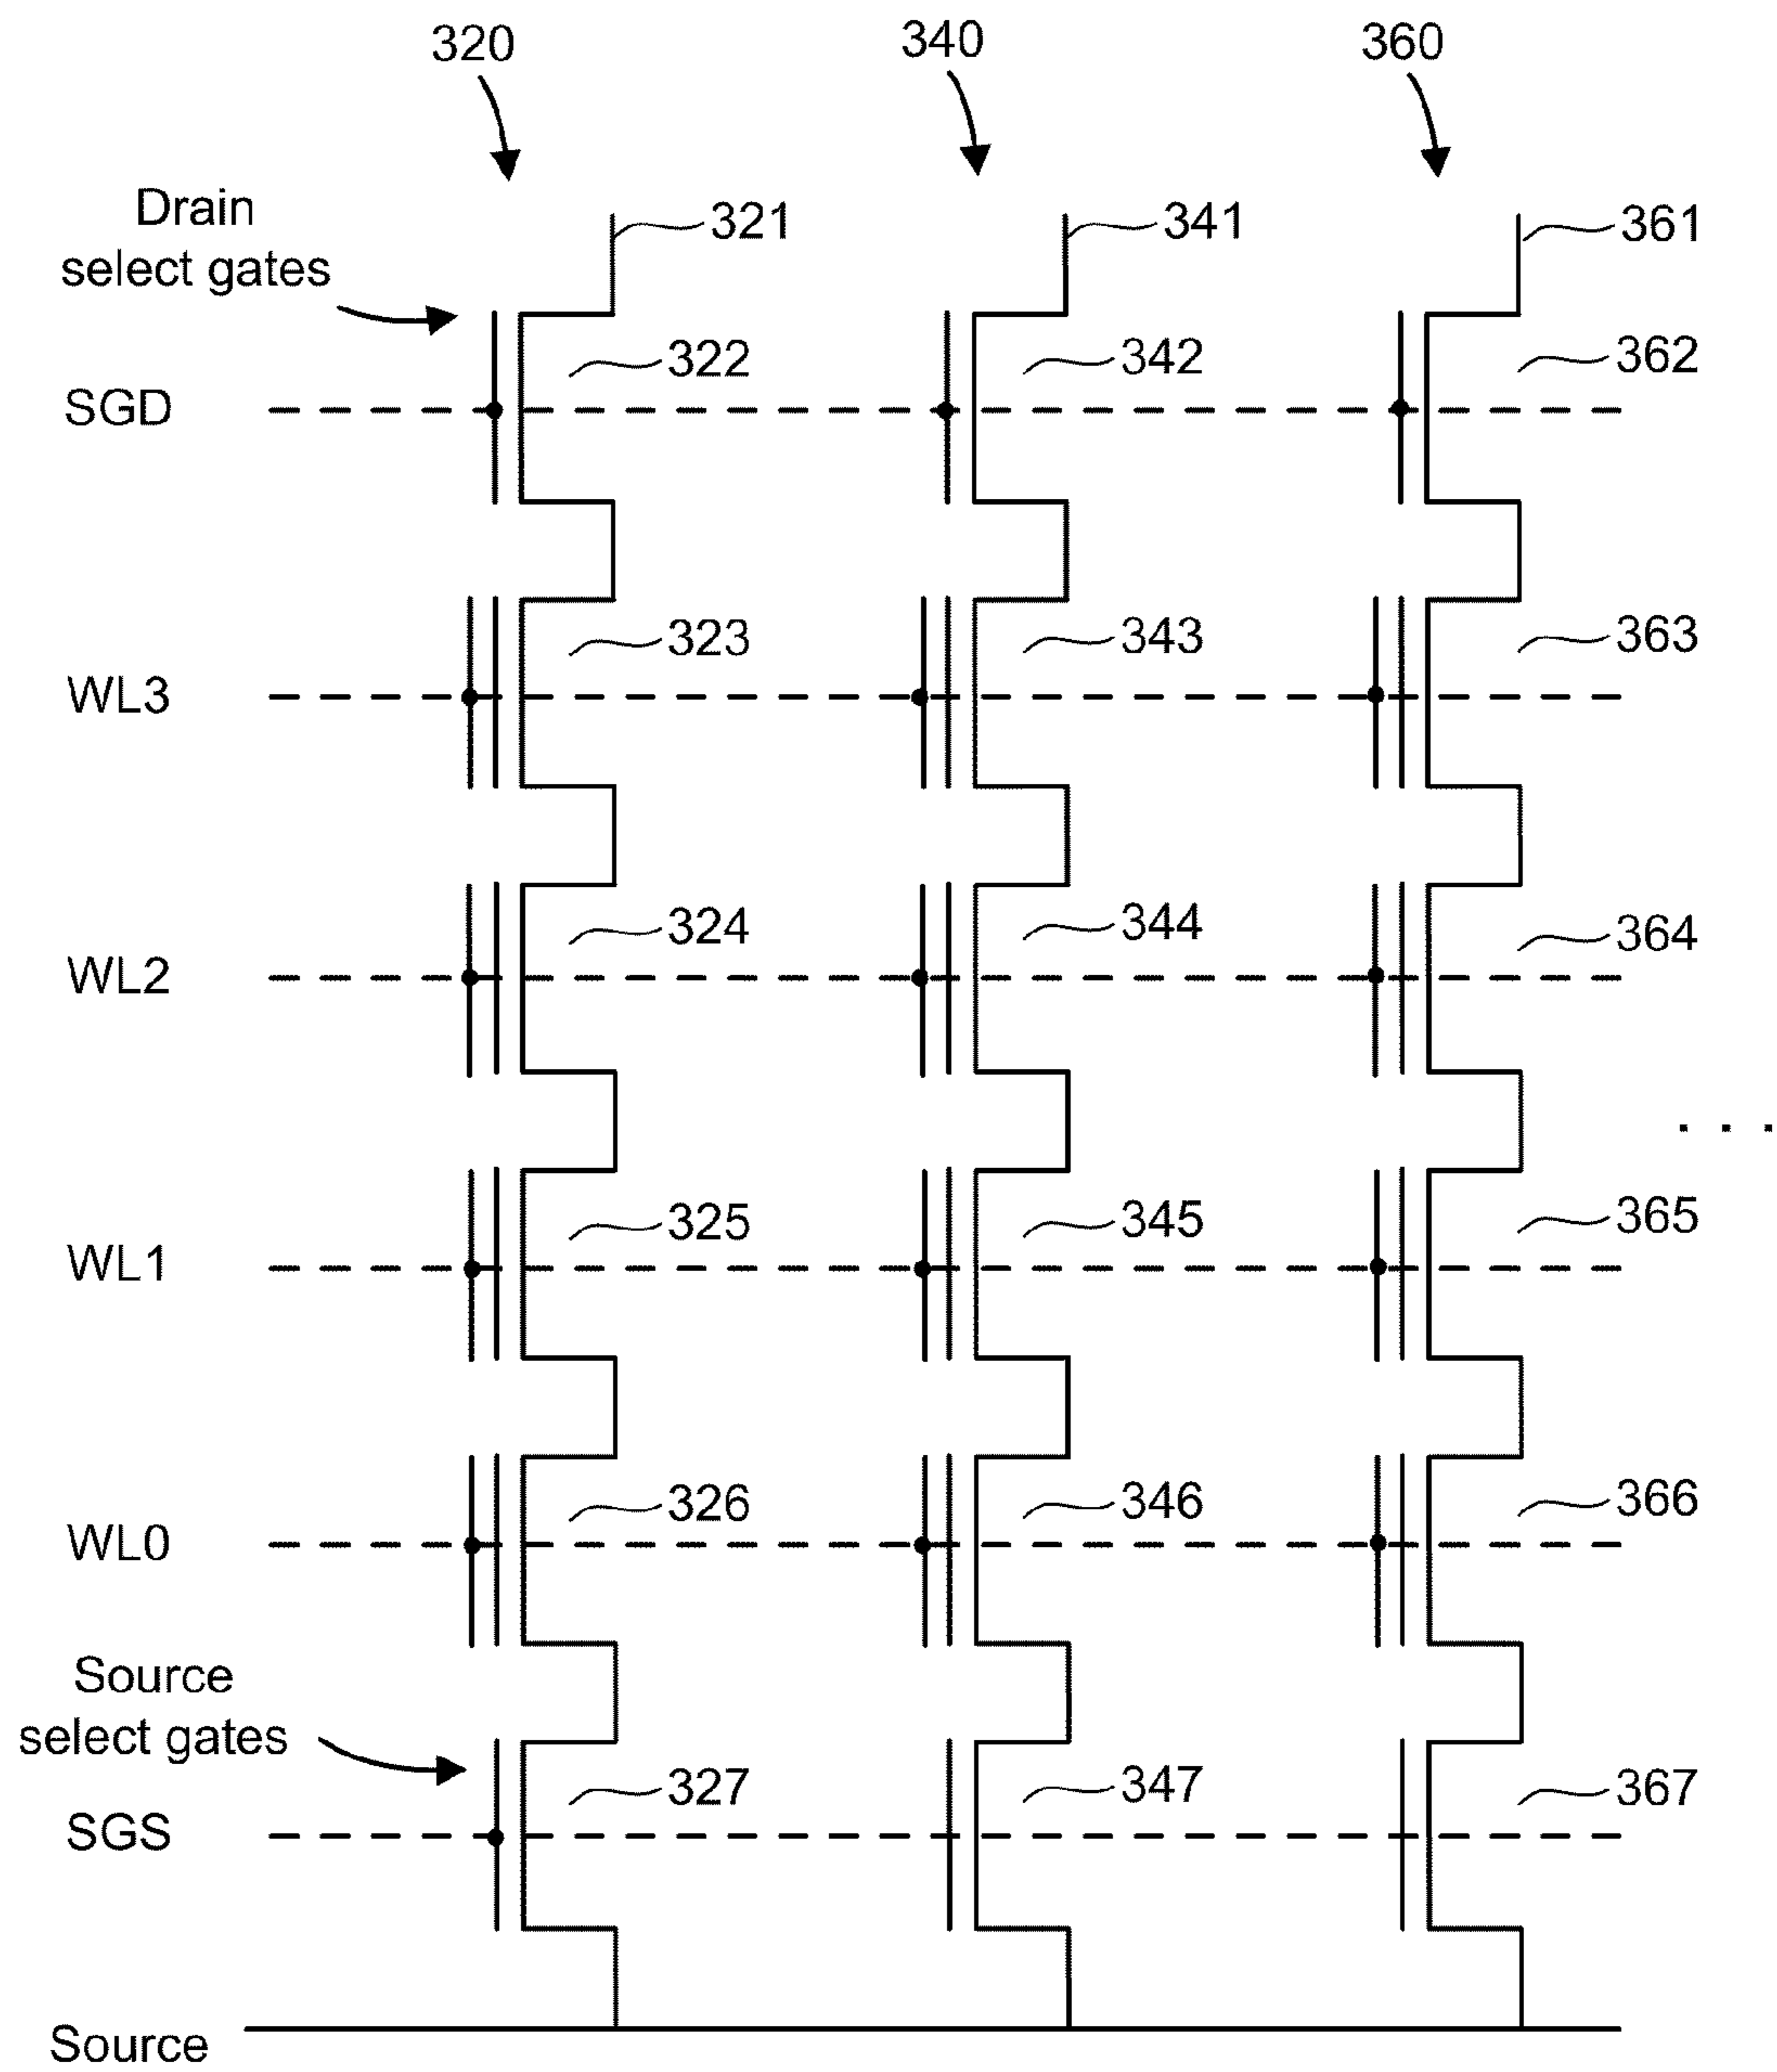 320 340 360
Drain
select gates
321 341 361
322 342 362
SGD
323 343 363
WL3
324 344 364
WL2
. . .
325 345 365
WL1
326 346 366
WL0
Source
select gates
327 347 367
SGS
Source